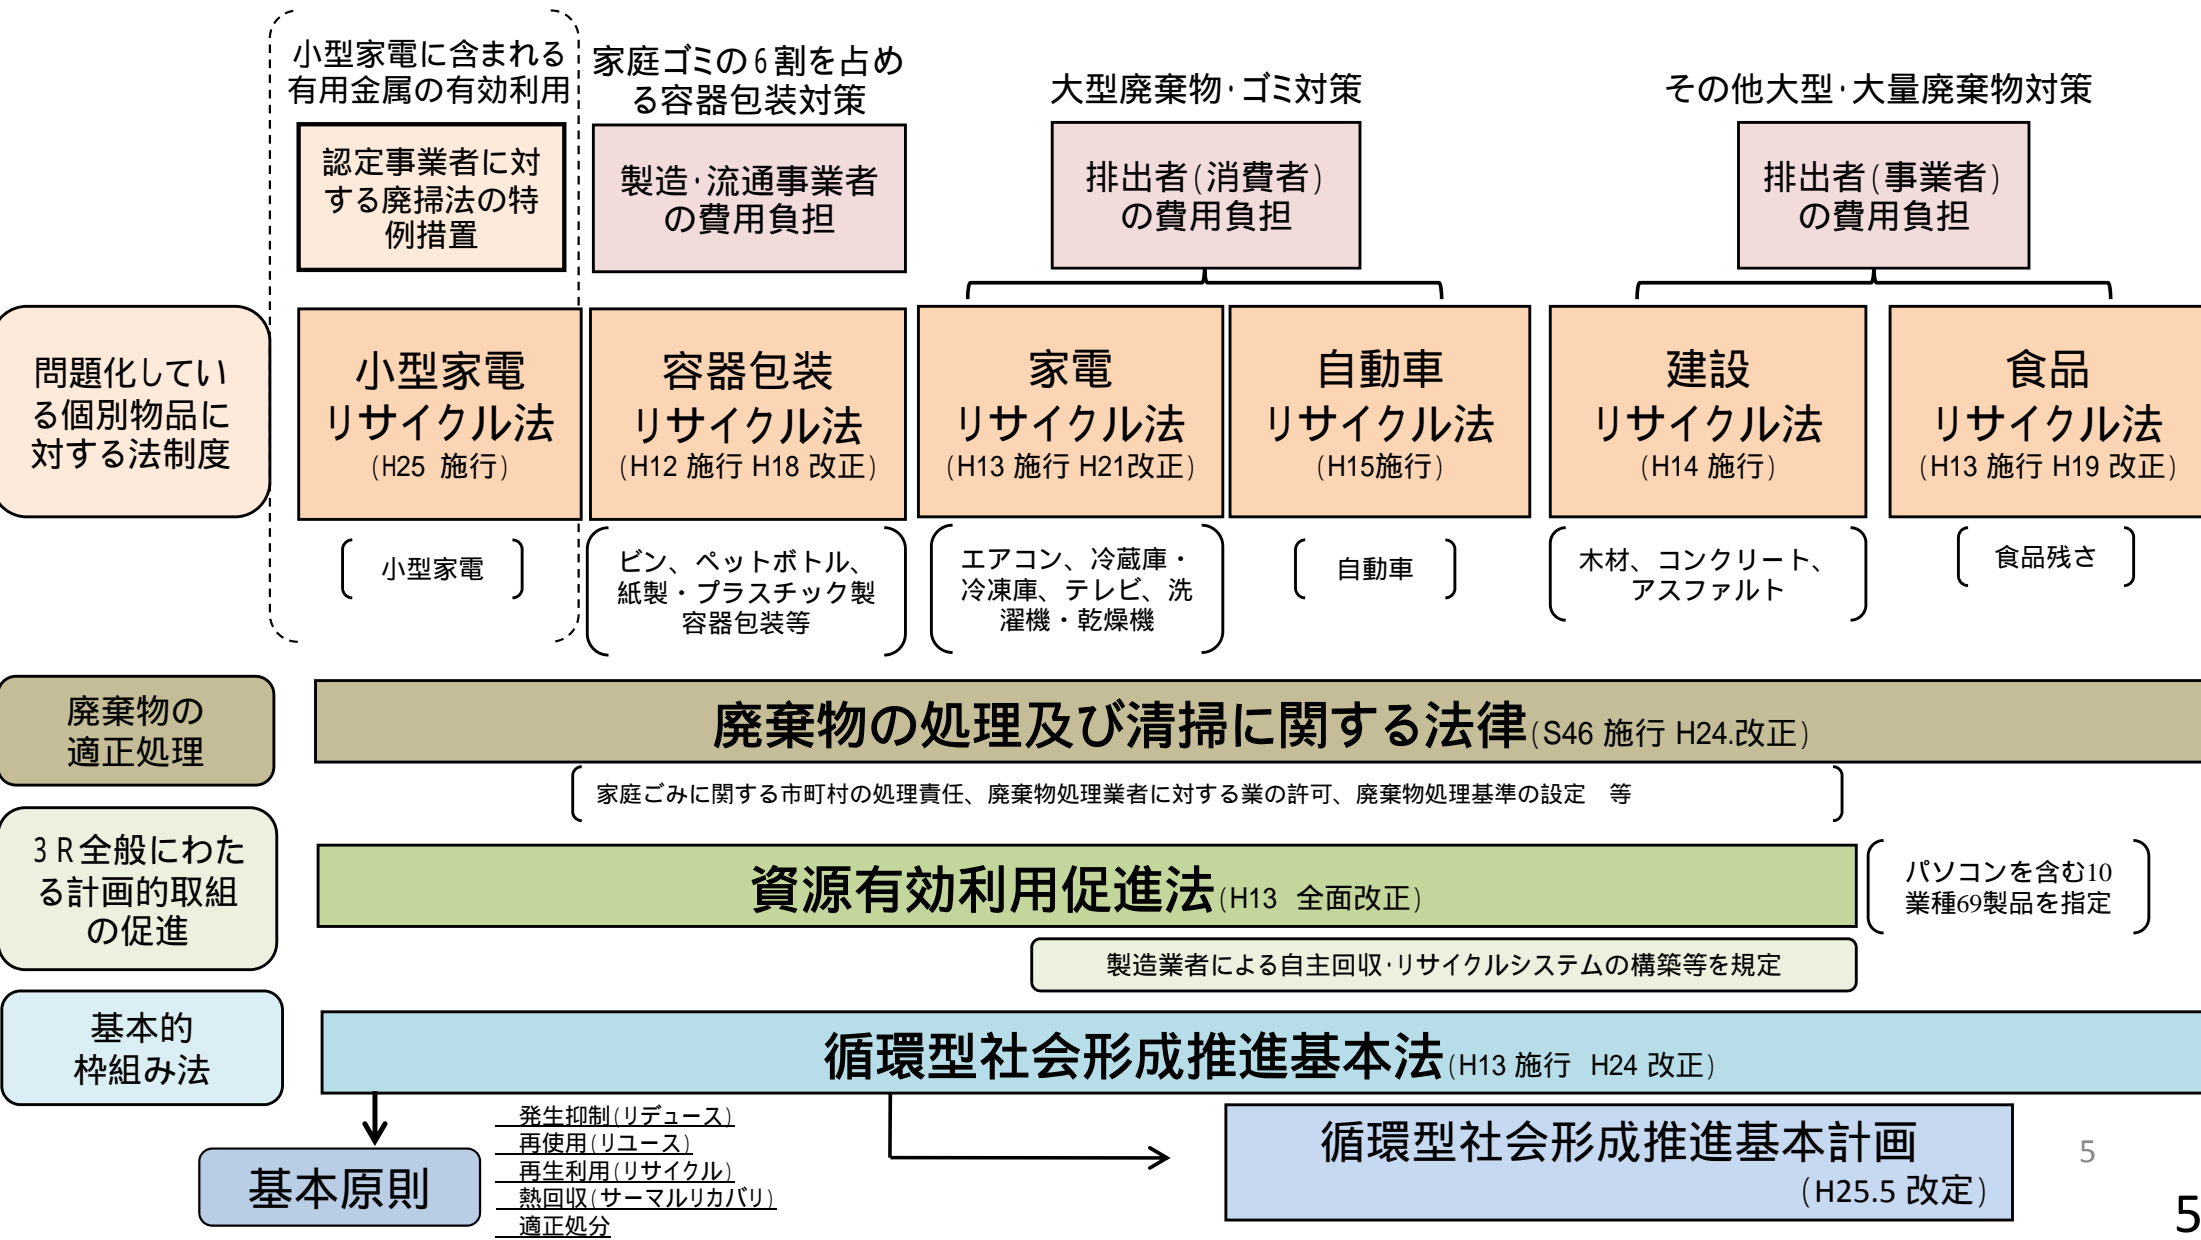 小型家電に含まれる
有用金属の有効利用
家庭ゴミの6割を占め
る容器包装対策
大型廃棄物・ゴミ対策
その他大型・大量廃棄物対策
認定事業者に対
する廃掃法の特
例措置
製造・流通事業者
の費用負担
排出者(消費者)
の費用負担
排出者(事業者)
の費用負担
問題化してい
る個別物品に
対する法制度
小型家電
リサイクル法
(H25 施行)
容器包装
リサイクル法
(H12 施行 H18 改正)
家電
リサイクル法
(H13 施行 H21改正)
自動車
リサイクル法
(H15施行)
建設
リサイクル法
(H14 施行)
食品
リサイクル法
(H13 施行 H19 改正)
小型家電
ビン、ペットボトル、
紙製・プラスチック製
容器包装等
エアコン、冷蔵庫・
冷凍庫、テレビ、洗
濯機・乾燥機
自動車
木材、コンクリート、
アスファルト
食品残さ
廃棄物の
適正処理
廃棄物の処理及び清掃に関する法律(S46 施行 H24.改正)
家庭ごみに関する市町村の処理責任、廃棄物処理業者に対する業の許可、廃棄物処理基準の設定 等
3R全般にわた
る計画的取組
の促進
資源有効利用促進法(H13 全面改正)
パソコンを含む10
業種69製品を指定
製造業者による自主回収・リサイクルシステムの構築等を規定
基本的
枠組み法
循環型社会形成推進基本法(H13 施行 H24 改正)
基本原則
発生抑制(リデュース)
再使用(リユース)
再生利用(リサイクル)
熱回収(サーマルリカバリ)
適正処分
循環型社会形成推進基本計画
(H25.5 改定)
5
5